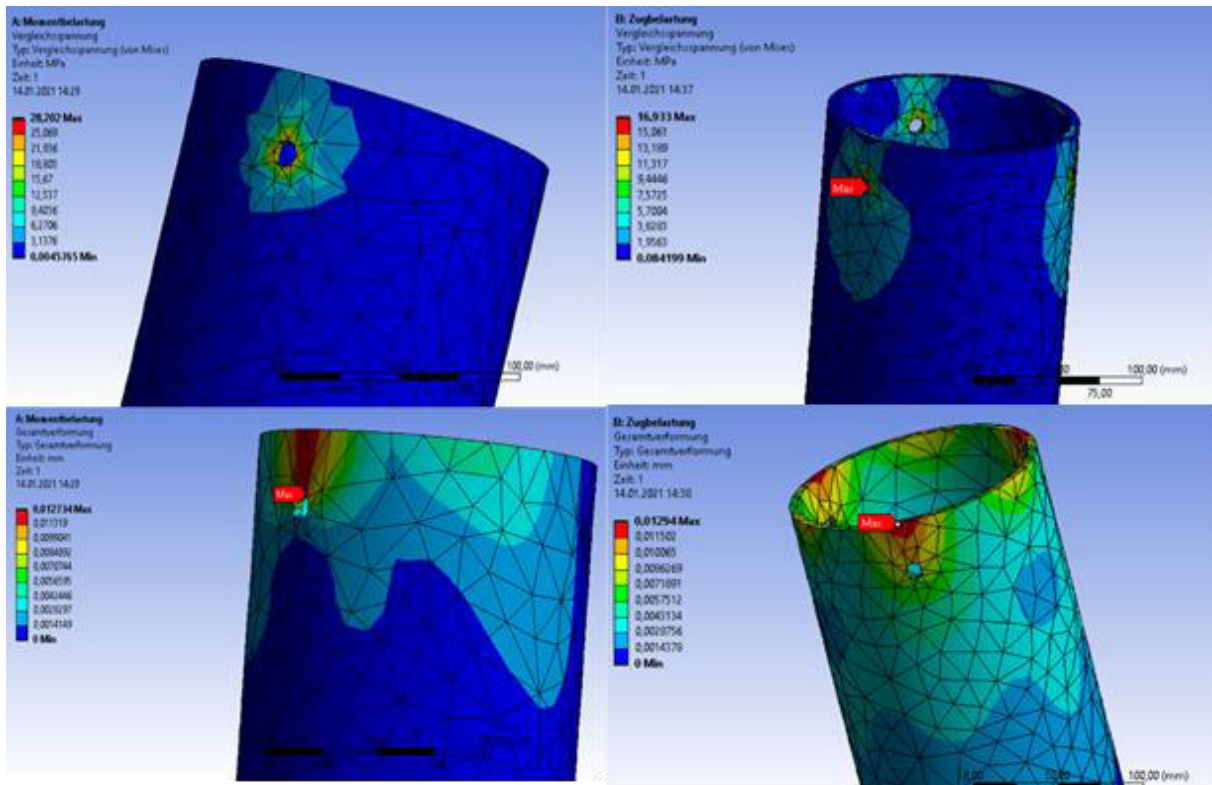 A: Momentbelastung
Vergleichsspannung
Typ: Vergleichsspannung (von Mises)
Einheit: MPa
Zeit: 1
14.01.2021 14:29
28,202 Max
25,069
21,936
18,803
15,67
12,537
9,4036
6,2706
3,1376
0,0045765 Min
100,00 (mm)
B: Zugbelastung
Vergleichsspannung
Typ: Vergleichsspannung (von Mises)
Einheit: MPa
Zeit: 1
14.01.2021 14:37
16,933 Max
15,061
13,189
11,317
9,4446
7,5725
5,7004
3,8283
1,9563
0,084199 Min
Max
100,00 (mm)
75,00
A: Momentbelastung
Gesamtverformung
Typ: Gesamtverformung
Einheit: mm
Zeit: 1
14.01.2021 14:29
0,012734 Max
0,011319
0,0099041
0,0084892
0,0070744
0,0056595
0,0042446
0,0028297
0,0014149
0 Min
Max
B: Zugbelastung
Gesamtverformung
Typ: Gesamtverformung
Einheit: mm
Zeit: 1
14.01.2021 14:38
0,01294 Max
0,011502
0,010065
0,0086269
0,0071891
0,0057512
0,0043134
0,0028756
0,0014378
0 Min
Max
0,00
50,00
100,00 (mm)